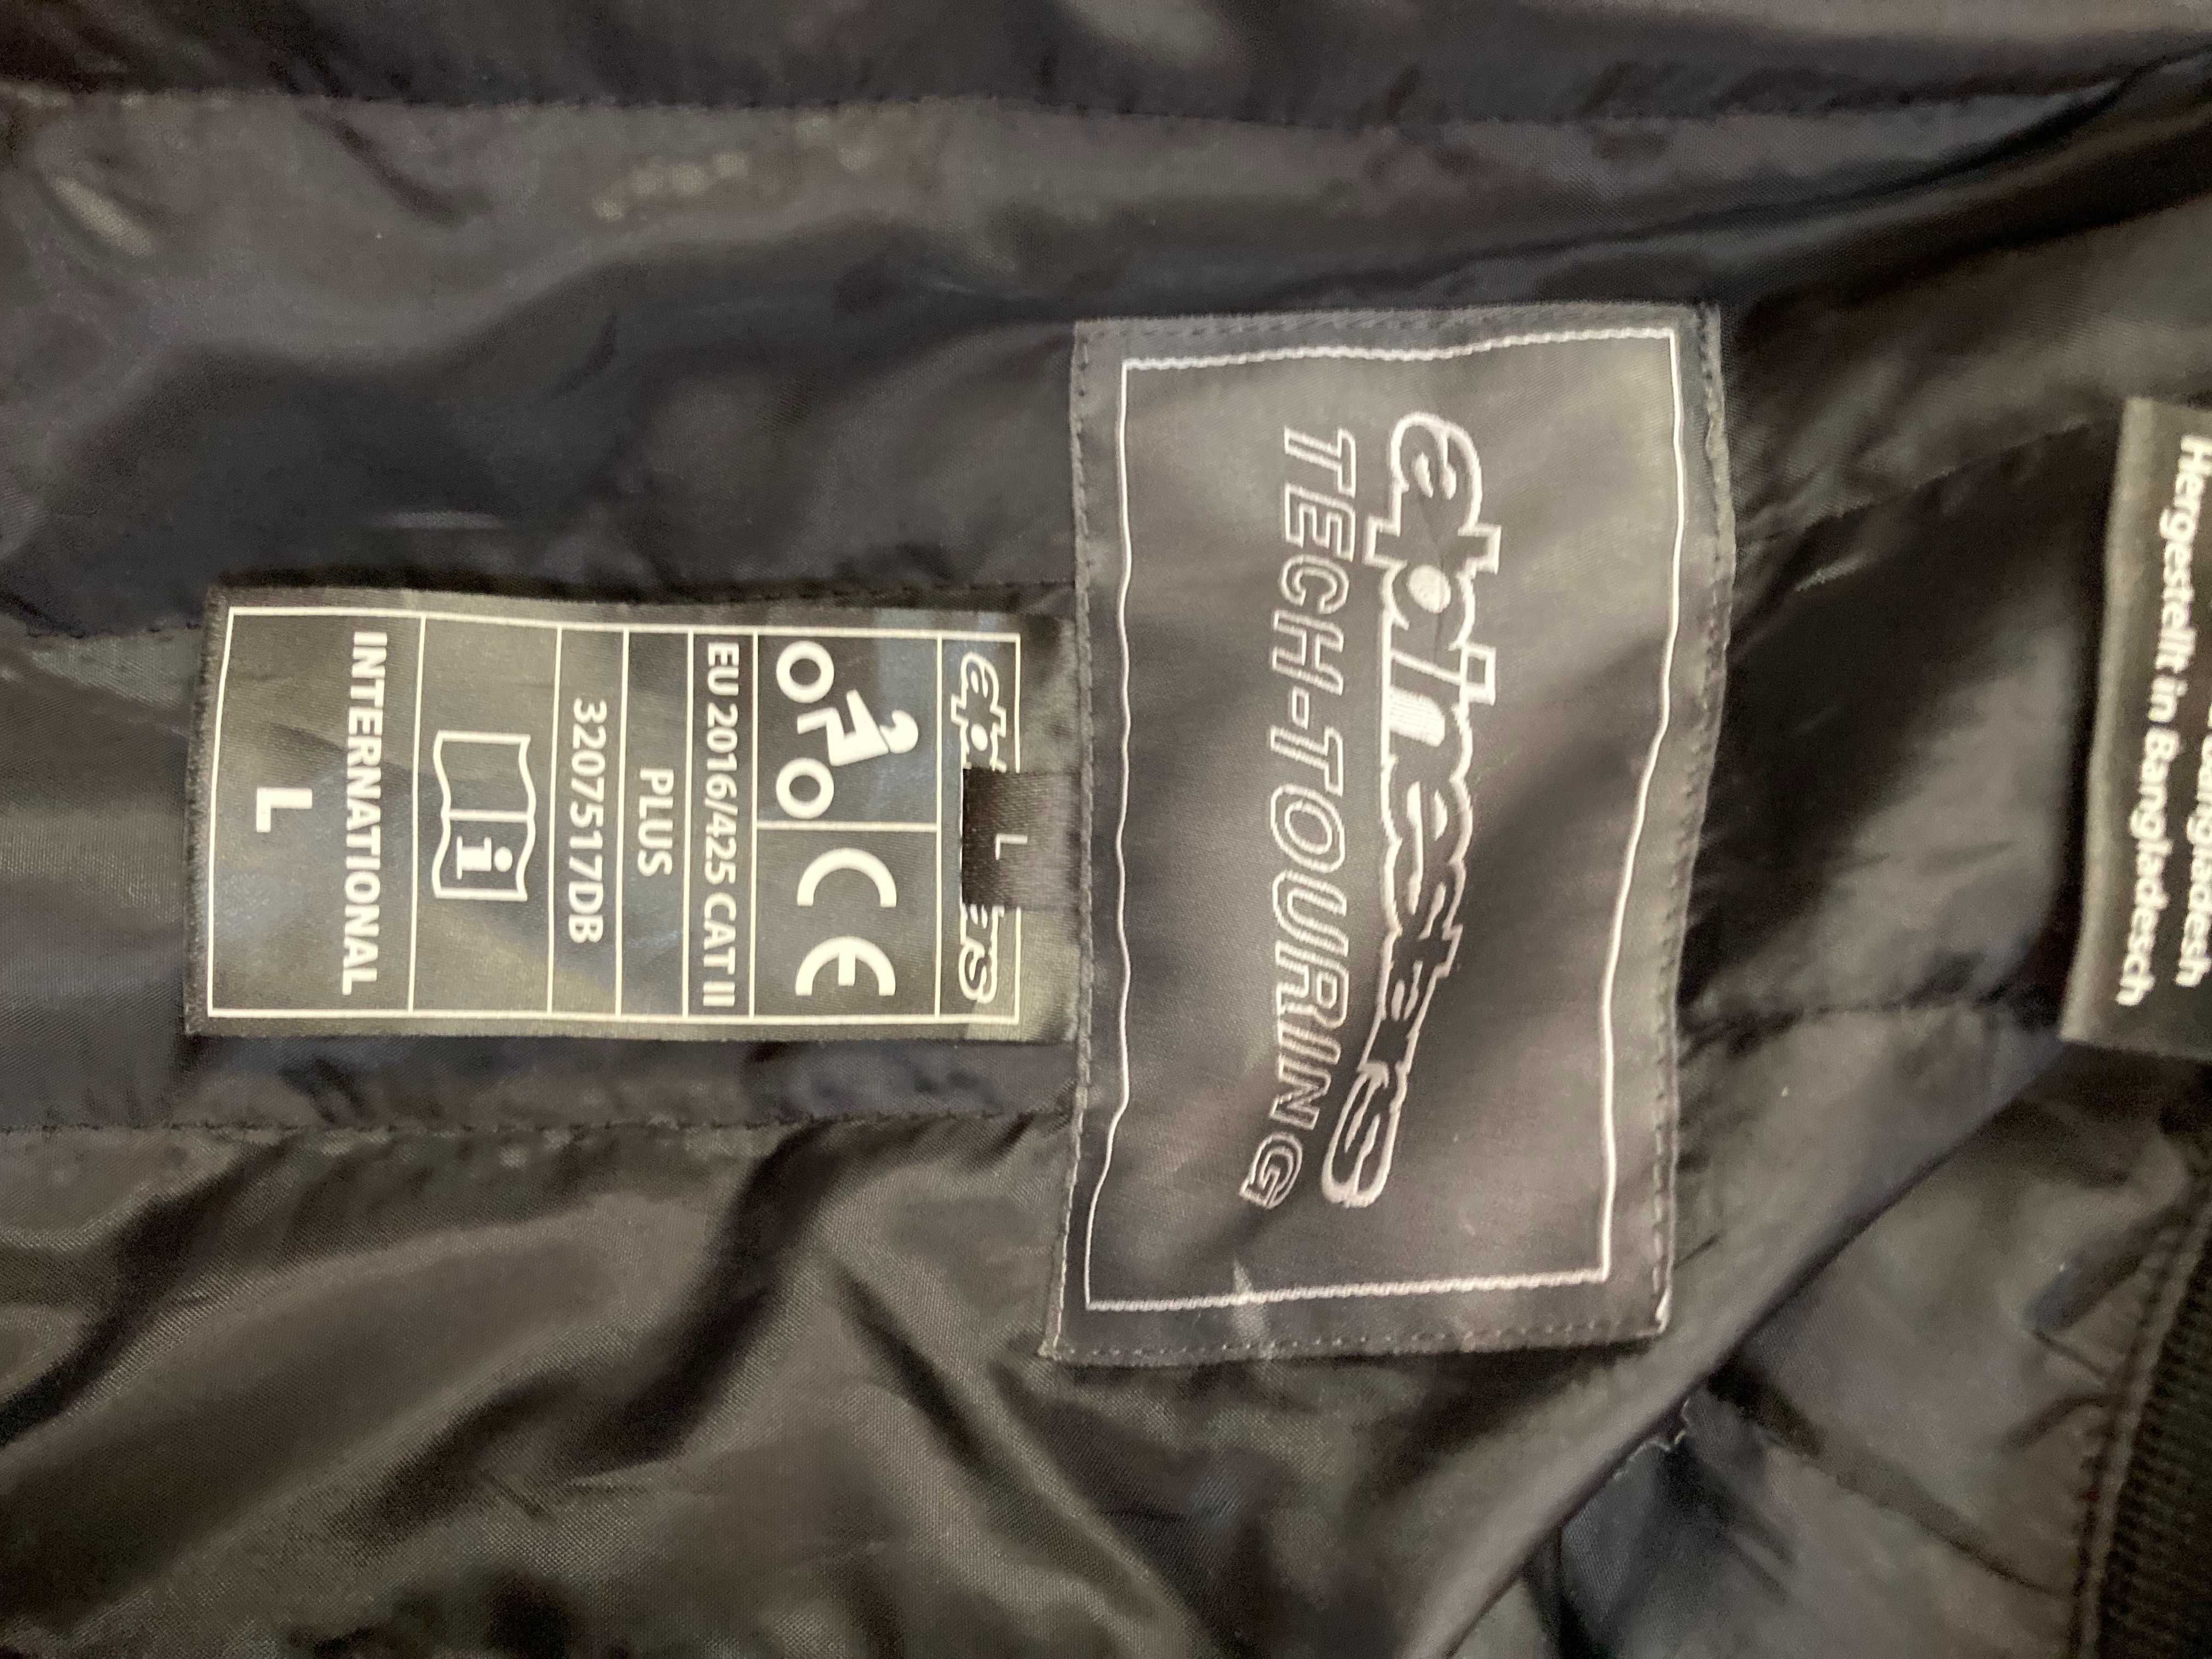 alpinestars
TECH-TOURING
L
EU 2016/425 CAT II
PLUS
3207517DB
i
INTERNATIONAL
L
Hergestellt in Bangladesch